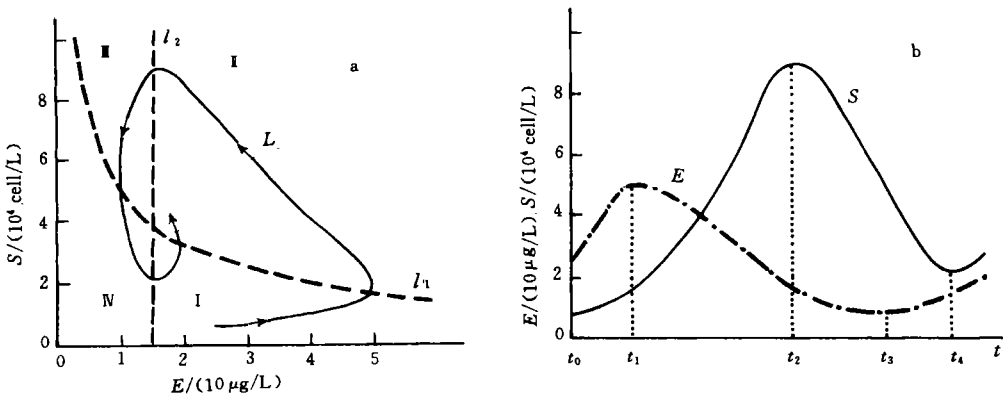 a
l₂
Ⅲ
Ⅱ
L
l₁
Ⅳ
Ⅰ
S/(10⁴ cell/L)
8
6
4
2
0
0 1 2 3 4 5
E/(10 μg/L)
b
S
E
E/(10 μg/L), S/(10⁴ cell/L)
8
6
4
2
0
t₀ t₁ t₂ t₃ t₄ t